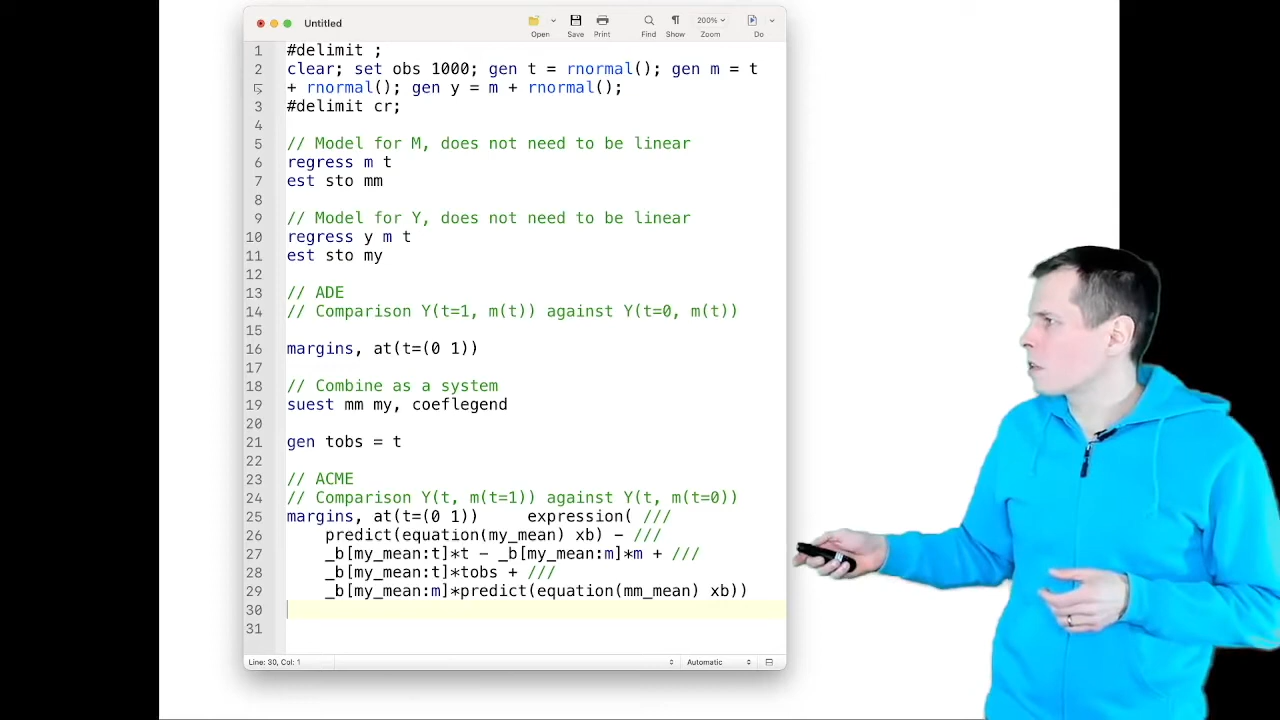 Untitled
Open
Save
Print
Find
Show
200%
Zoom
Do
1 #delimit ;
2 clear; set obs 1000; gen t = rnormal(); gen m = t
+ rnormal(); gen y = m + rnormal();
3 #delimit cr;
4
5 // Model for M, does not need to be linear
6 regress m t
7 est sto mm
8
9 // Model for Y, does not need to be linear
10 regress y m t
11 est sto my
12
13 // ADE
14 // Comparison Y(t=1, m(t)) against Y(t=0, m(t))
15
16 margins, at(t=(0 1))
17
18 // Combine as a system
19 suest mm my, coeflegend
20
21 gen tobs = t
22
23 // ACME
24 // Comparison Y(t, m(t=1)) against Y(t, m(t=0))
25 margins, at(t=(0 1))     expression( ///
26 predict(equation(my_mean) xb) - ///
27 _b[my_mean:t]*t - _b[my_mean:m]*m + ///
28 _b[my_mean:t]*tobs + ///
29 _b[my_mean:m]*predict(equation(mm_mean) xb))
30
31
Line: 30, Col: 1
Automatic